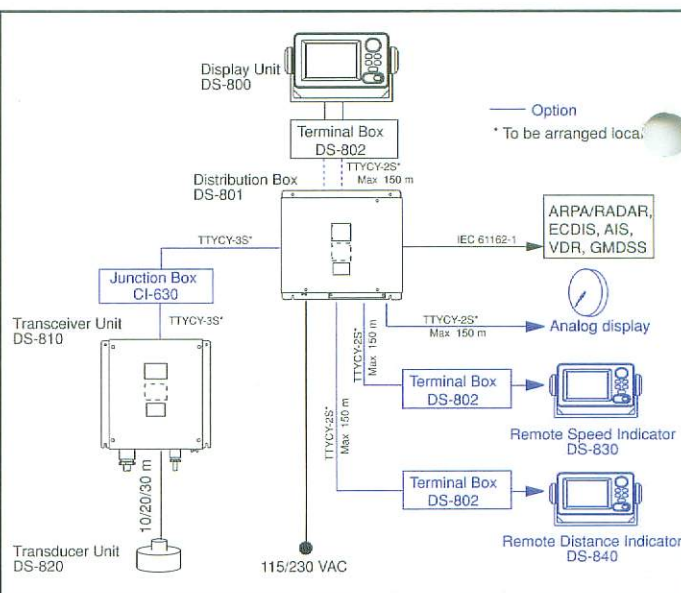 Display Unit
DS-800
Option
* To be arranged
Terminal Box
DS-802
TTYCY-2S*
Max 150 m
Distribution Box
DS-801
TTYCY-3S*
IEC 61162-1
ARPA/RADAR,
ECDIS, AIS,
VDR, GMDSS
Junction Box
CI-630
TTYCY-3S*
Transceiver Unit
DS-810
TTYCY-2S*
Max 150 m
Analog display
TTYCY-2S*
Max 150 m
Terminal Box
DS-802
Remote Speed Indicator
DS-830
TTYCY-2S*
Max 150 m
Terminal Box
DS-802
Remote Distance Indicator
DS-840
10/20/30 m
Transducer Unit
DS-820
115/230 VAC